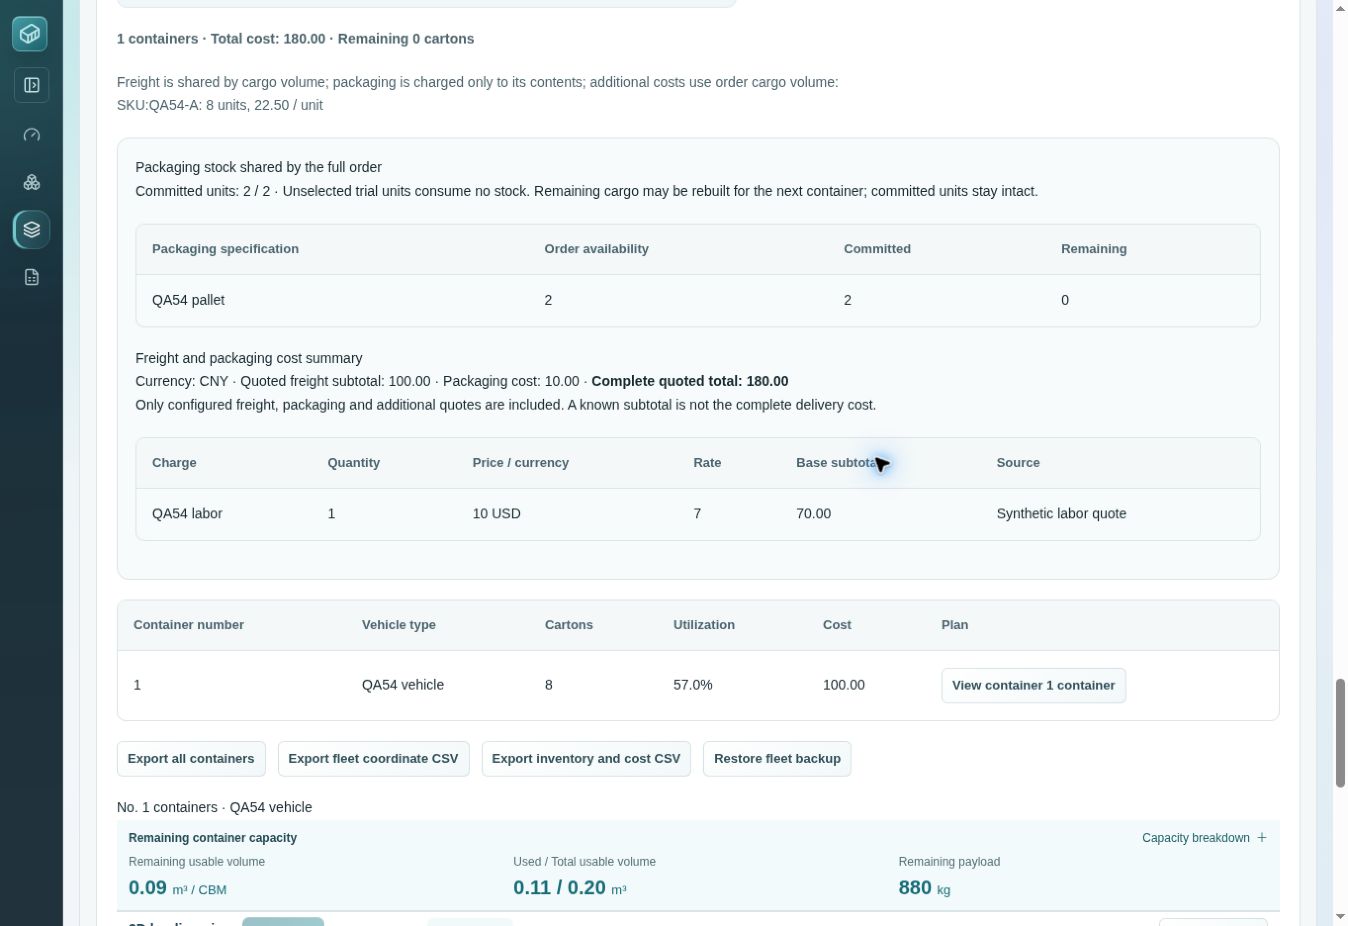 1 containers · Total cost: 180.00 · Remaining 0 cartons
Freight is shared by cargo volume; packaging is charged only to its contents; additional costs use order cargo volume:
SKU:QA54-A: 8 units, 22.50 / unit
Packaging stock shared by the full order
Committed units: 2 / 2 · Unselected trial units consume no stock. Remaining cargo may be rebuilt for the next container; committed units stay intact.
Packaging specification Order availability Committed Remaining
QA54 pallet 2 2 0
Freight and packaging cost summary
Currency: CNY · Quoted freight subtotal: 100.00 · Packaging cost: 10.00 · Complete quoted total: 180.00
Only configured freight, packaging and additional quotes are included. A known subtotal is not the complete delivery cost.
Charge Quantity Price / currency Rate Base subtotal Source
QA54 labor 1 10 USD 7 70.00 Synthetic labor quote
Container number Vehicle type Cartons Utilization Cost Plan
1 QA54 vehicle 8 57.0% 100.00 View container 1 container
Export all containers Export fleet coordinate CSV Export inventory and cost CSV Restore fleet backup
No. 1 containers · QA54 vehicle
Remaining container capacity Capacity breakdown +
Remaining usable volume Used / Total usable volume Remaining payload
0.09 m³ / CBM 0.11 / 0.20 m³ 880 kg